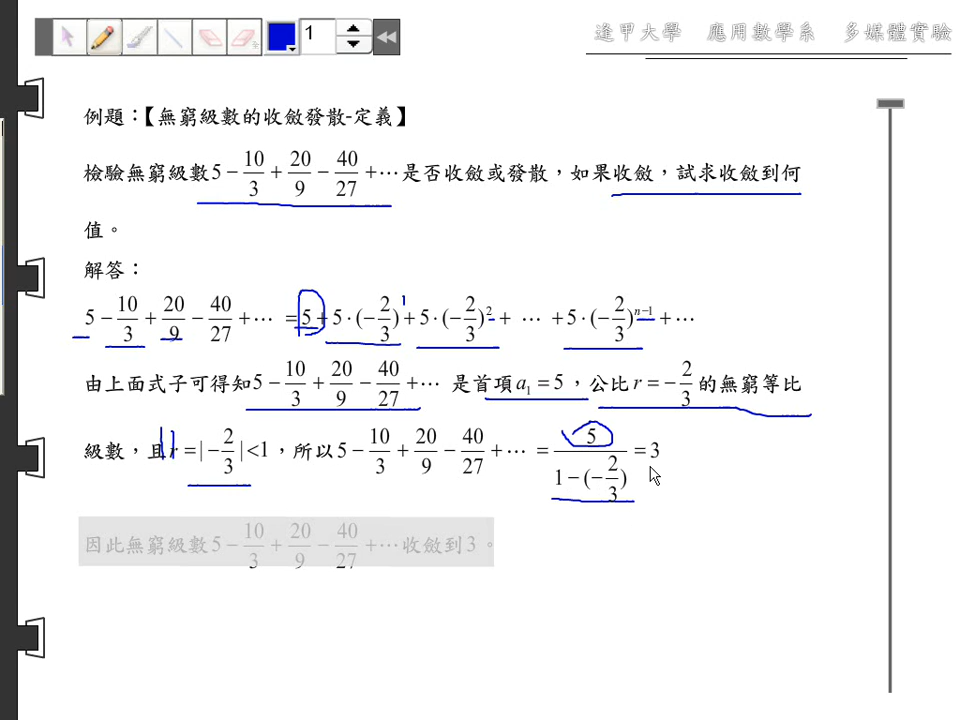 1
逢甲大學 應用數學系 多媒體實驗
例題：【無窮級數的收斂發散-定義】
檢驗無窮級數5 − 10/3 + 20/9 − 40/27 + ⋯ 是否收斂或發散，如果收斂，試求收斂到何
值。
解答：
5 − 10/3 + 20/9 − 40/27 + ⋯ = 5 + 5·(−2/3)¹ + 5·(−2/3)² + ⋯ + 5·(−2/3)ⁿ⁻¹ + ⋯
由上面式子可得知5 − 10/3 + 20/9 − 40/27 + ⋯ 是首項 a₁ = 5，公比 r = −2/3 的無窮等比
級數，且|r| = |−2/3| <1，所以5 − 10/3 + 20/9 − 40/27 + ⋯ = 5/(1−(−2/3)) = 3
因此無窮級數5 − 10/3 + 20/9 − 40/27 + ⋯收斂到3。